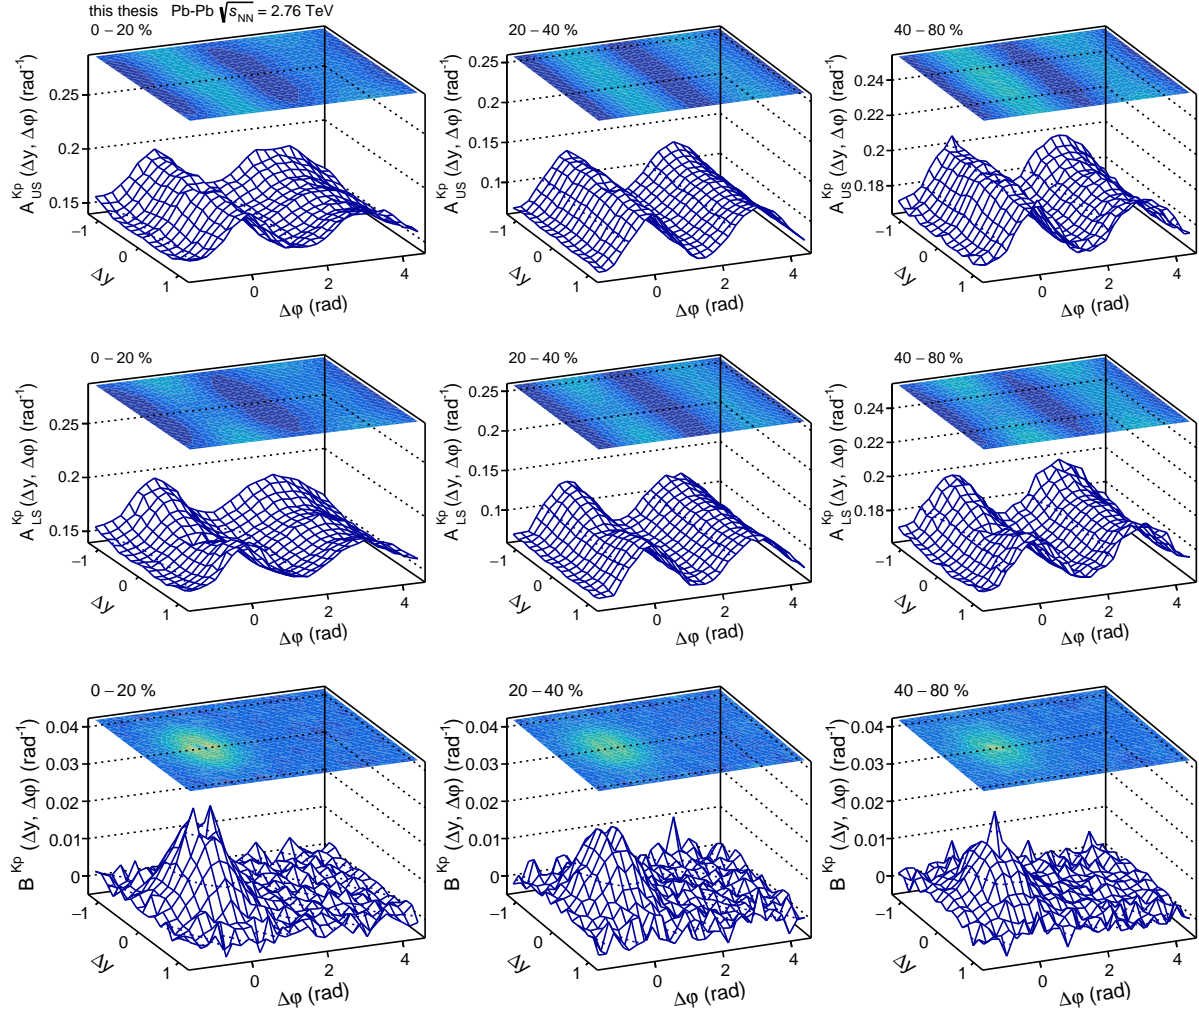 this thesis Pb-Pb √s_NN = 2.76 TeV
0 – 20 %
20 – 40 %
40 – 80 %
A^Kp_US (Δy, Δφ) (rad⁻¹)
0.25
0.2
0.15
−1
0
1
Δy
0
2
4
Δφ (rad)
A^Kp_US (Δy, Δφ) (rad⁻¹)
0.25
0.2
0.15
0.1
−1
0
1
Δy
0
2
4
Δφ (rad)
A^Kp_US (Δy, Δφ) (rad⁻¹)
0.24
0.22
0.2
0.18
−1
0
1
Δy
0
2
4
Δφ (rad)
0 – 20 %
20 – 40 %
40 – 80 %
A^Kp_LS (Δy, Δφ) (rad⁻¹)
0.25
0.2
0.15
−1
0
1
Δy
0
2
4
Δφ (rad)
A^Kp_LS (Δy, Δφ) (rad⁻¹)
0.25
0.2
0.15
0.1
−1
0
1
Δy
0
2
4
Δφ (rad)
A^Kp_LS (Δy, Δφ) (rad⁻¹)
0.24
0.22
0.2
0.18
−1
0
1
Δy
0
2
4
Δφ (rad)
0 – 20 %
20 – 40 %
40 – 80 %
B^Kp (Δy, Δφ) (rad⁻¹)
0.04
0.03
0.02
0.01
0
−1
0
1
Δy
0
2
4
Δφ (rad)
B^Kp (Δy, Δφ) (rad⁻¹)
0.04
0.03
0.02
0.01
0
−1
0
1
Δy
0
2
4
Δφ (rad)
B^Kp (Δy, Δφ) (rad⁻¹)
0.04
0.03
0.02
0.01
0
−1
0
1
Δy
0
2
4
Δφ (rad)